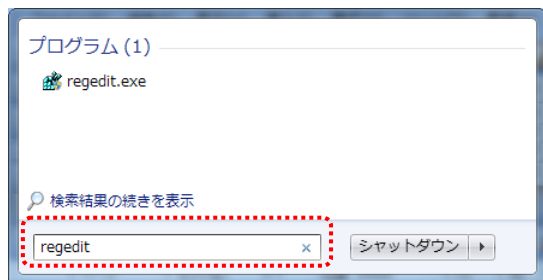 プログラム (1)
regedit.exe
検索結果の続きを表示
regedit
シャットダウン